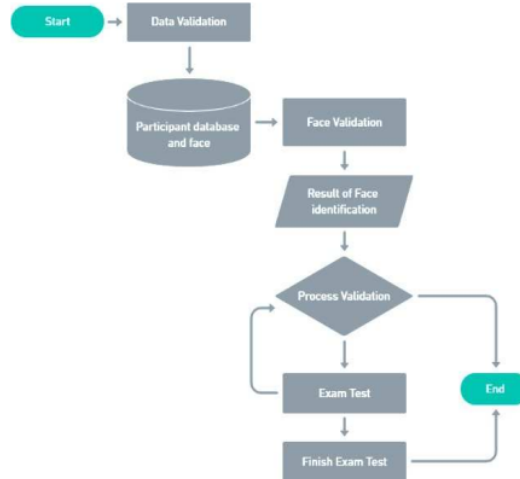 Start
Data Validation
Participant database
and face
Face Validation
Result of Face
identification
Process Validation
Exam Test
End
Finish Exam Test